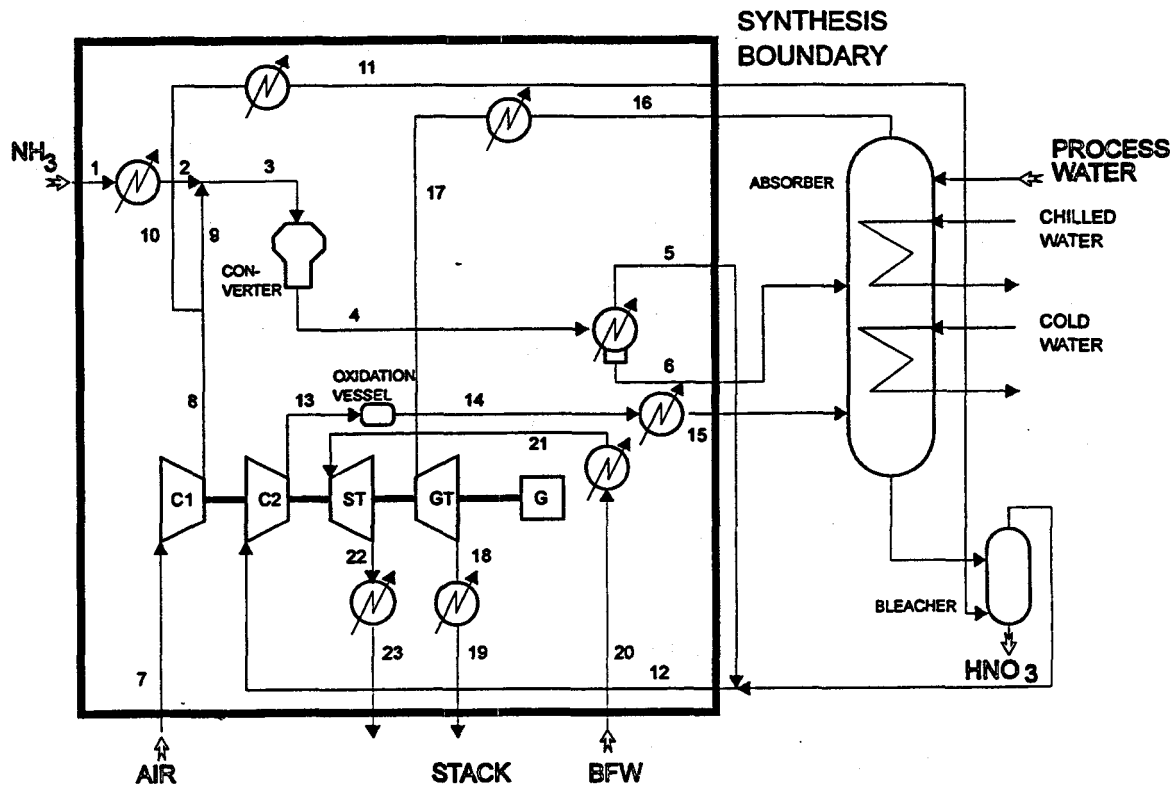 SYNTHESIS
BOUNDARY
11
16
NH3
1
2
3
PROCESS
WATER
ABSORBER
17
CHILLED
WATER
10
9
CON-
VERTER
5
4
COLD
WATER
6
OXIDATION
VESSEL
8
13
14
15
21
C1
C2
ST
GT
G
22
18
BLEACHER
23
19
20
12
7
HNO3
AIR
STACK
BFW